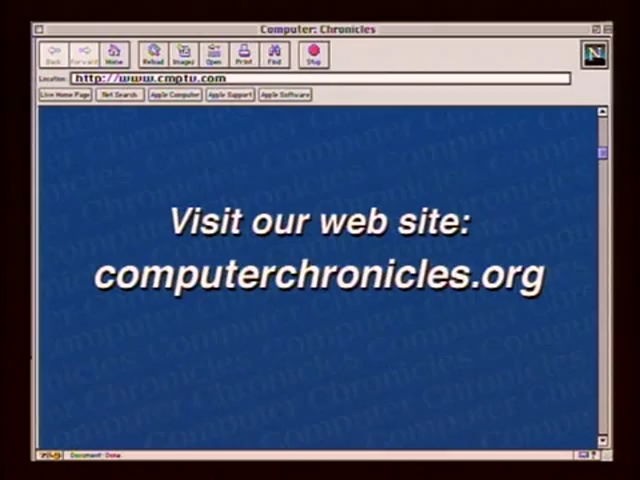 Computer: Chronicles
Back Forward Home Reload Images Open Print Find Stop
N
Location: http://www.cmptv.com
Live Home Page Net Search Apple Computer Apple Support Apple Software
Visit our web site:
computerchronicles.org
Document: Done